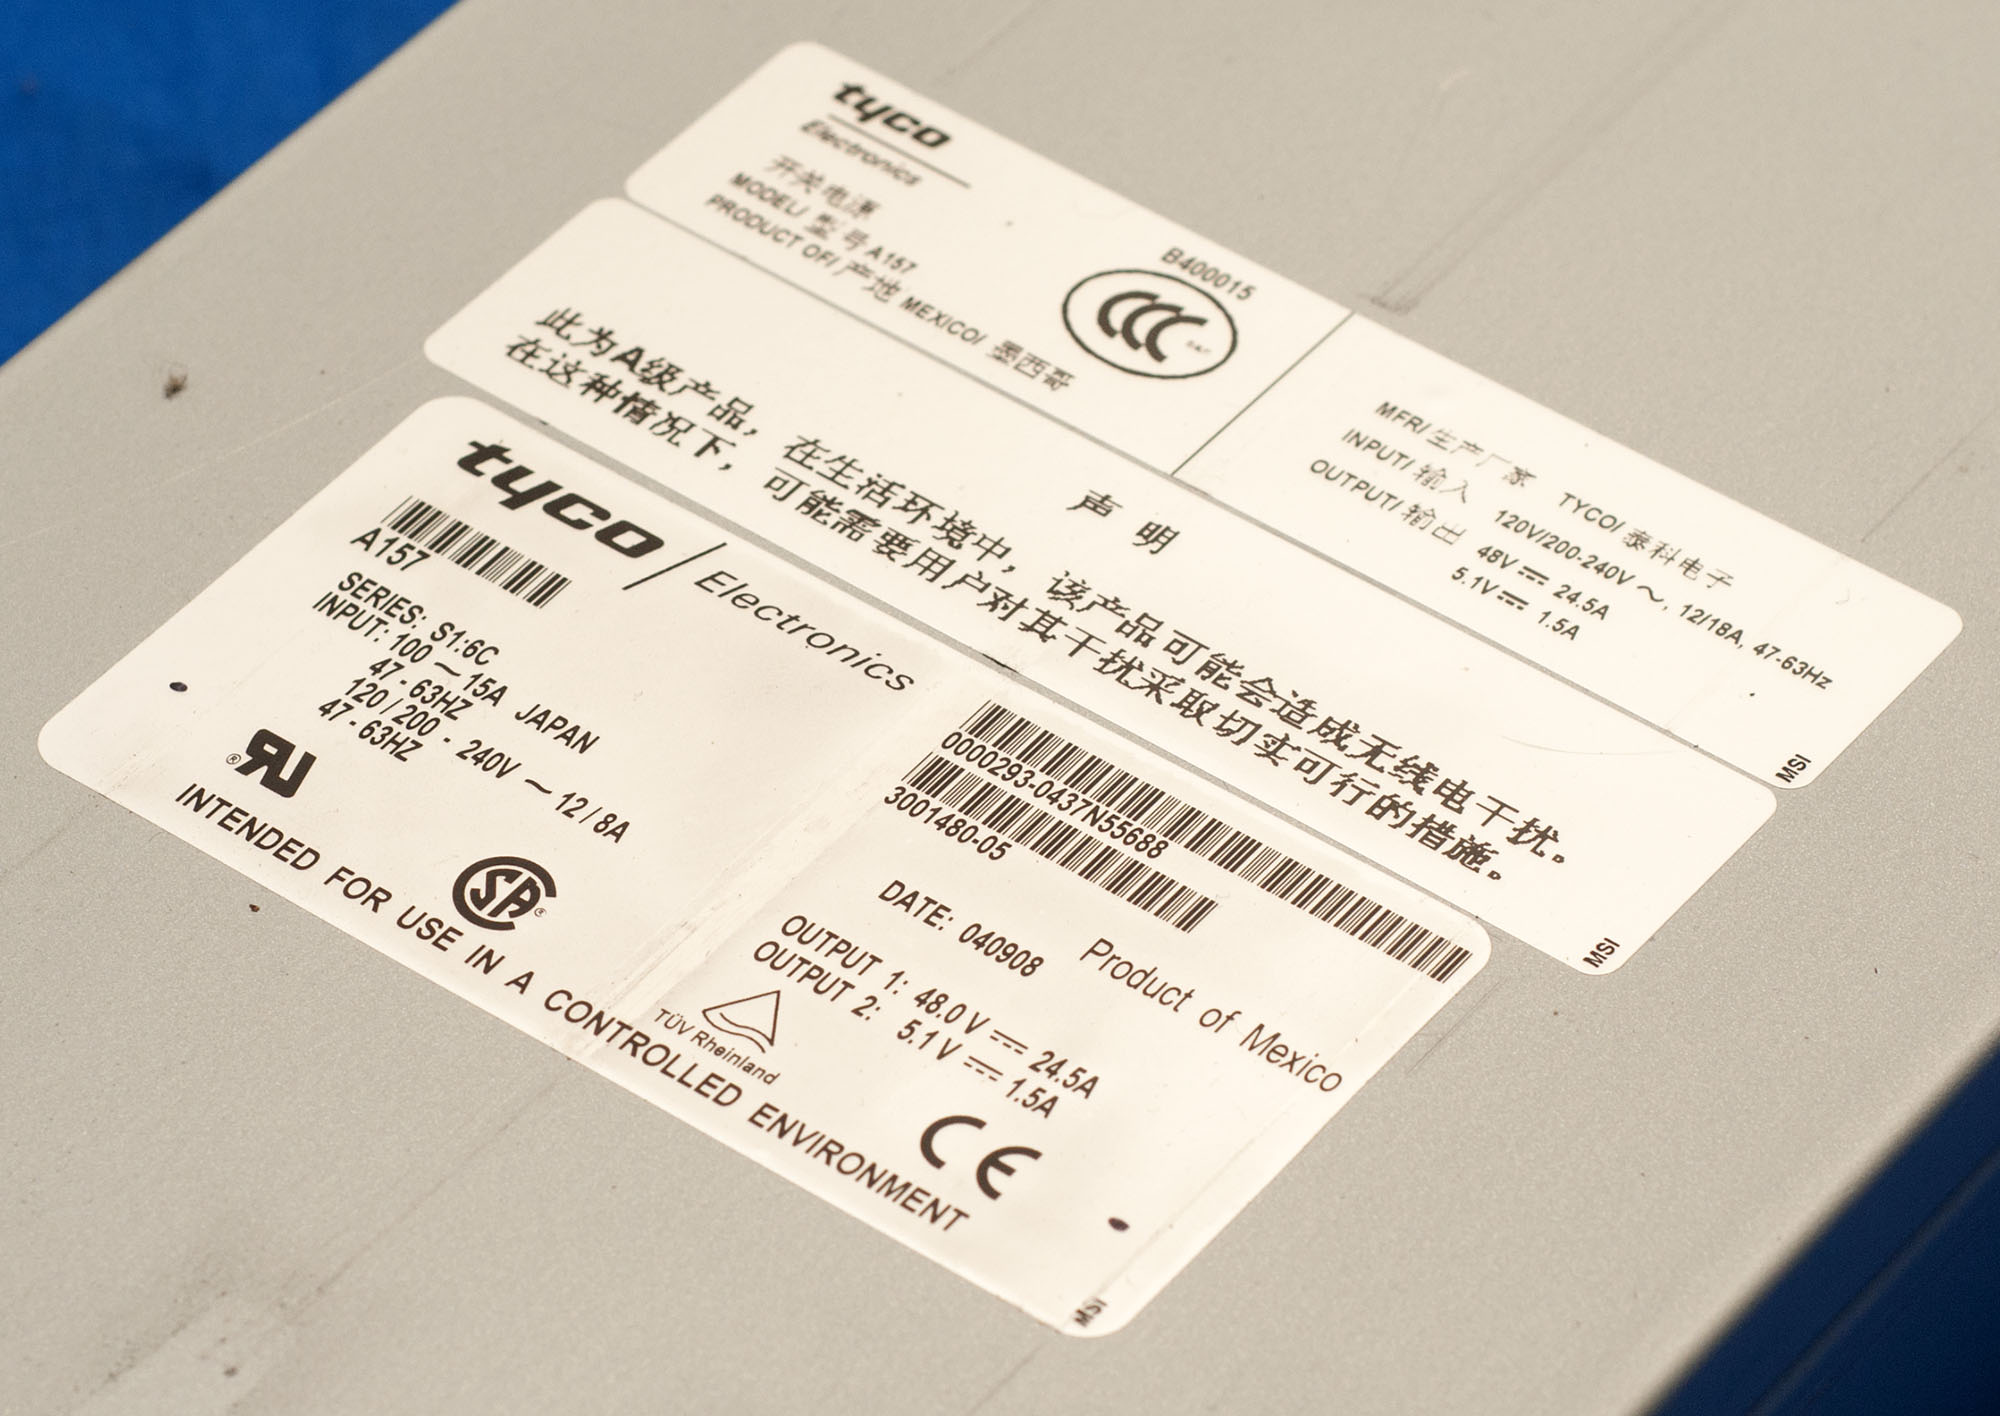 tyco
Electronics
开关电源
MODEL/ 型号 A157
PRODUCT OF/ 产地 MEXICO/ 墨西哥
B400015
CCC
S&E
MFR/ 生产厂家 TYCO/ 泰科电子
INPUT/ 输入 120V/200-240V ~, 12/18A, 47-63Hz
OUTPUT/ 输出 48V 24.5A
5.1V 1.5A
MSI
声 明
此为A级产品，在生活环境中，该产品可能会造成无线电干扰。
在这种情况下，可能需要用户对其干扰采取切实可行的措施。
MSI
tyco / Electronics
A157
SERIES: S1:6C
INPUT: 100 ~ 15A JAPAN
47 - 63HZ
120 / 200 - 240V ~ 12 / 8A
47 - 63HZ
0000293-0437N55688
3001480-05
DATE: 040908 Product of Mexico
OUTPUT 1: 48.0 V 24.5A
OUTPUT 2: 5.1 V 1.5A
RU ®
SA ®
TÜV Rheinland
CE
INTENDED FOR USE IN A CONTROLLED ENVIRONMENT
MSI